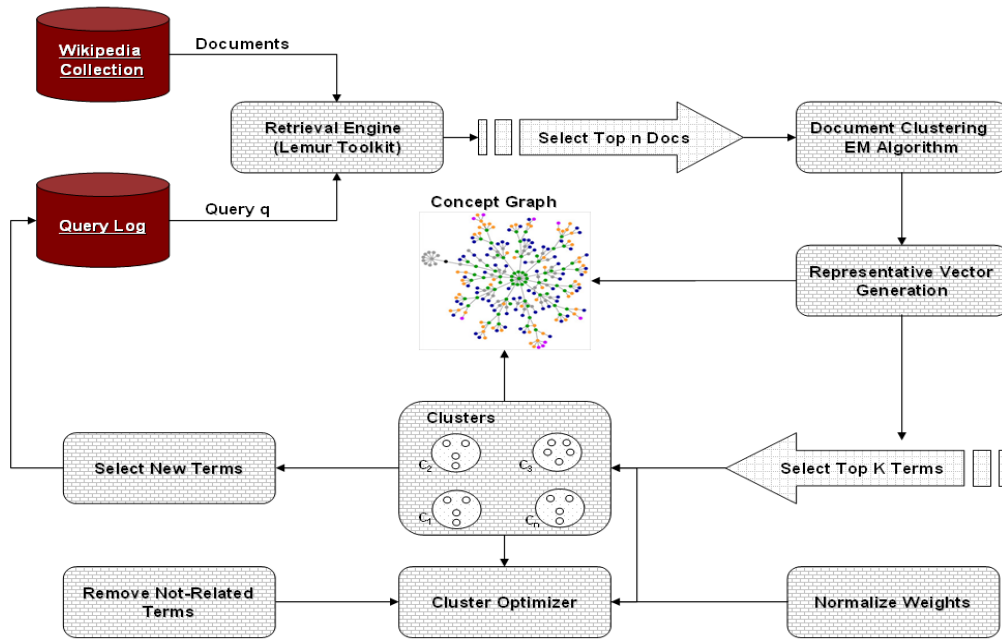 Documents
Wikipedia
Collection
Retrieval Engine
(Lemur Toolkit)
Select Top n Docs
Document Clustering
EM Algorithm
Query Log
Query q
Concept Graph
Representative Vector
Generation
Clusters
C2
C3
C1
Cn
Select New Terms
Select Top K Terms
Remove Not-Related
Terms
Cluster Optimizer
Normalize Weights